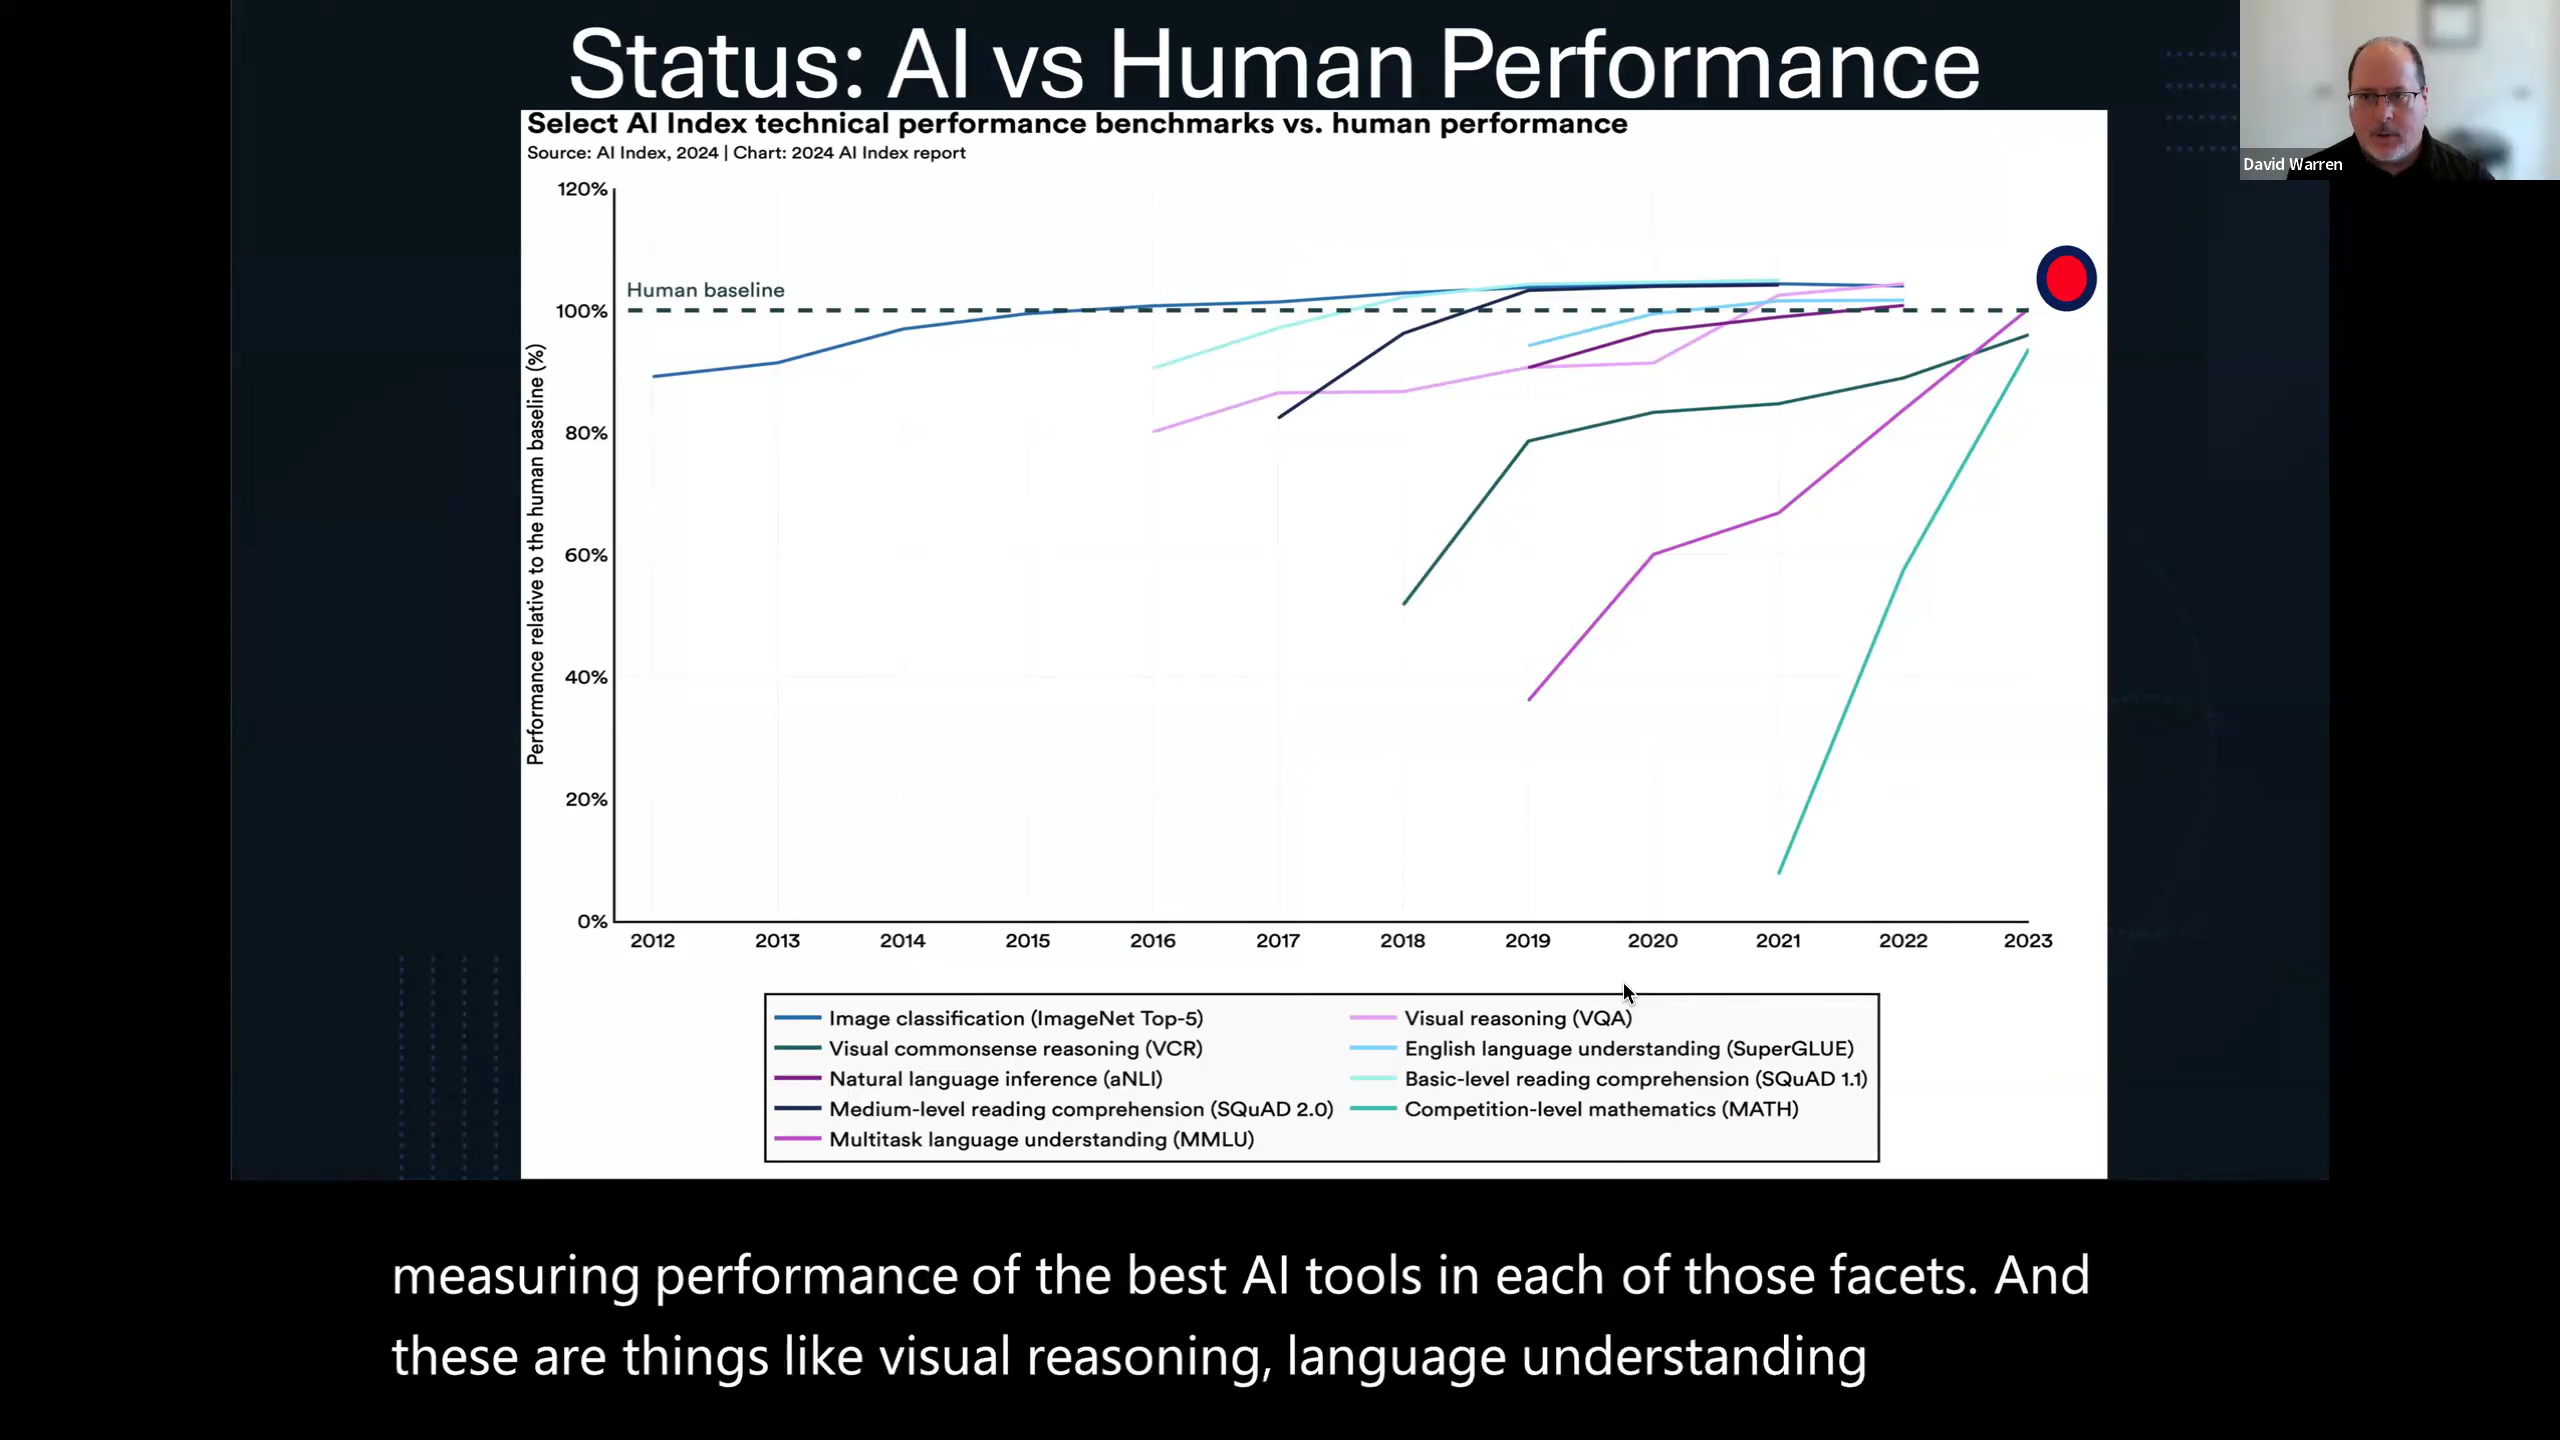 Status: AI vs Human Performance
David Warren
Select AI Index technical performance benchmarks vs. human performance
Source: AI Index, 2024 | Chart: 2024 AI Index report
120%
Human baseline
100%
80%
60%
40%
20%
0%
Performance relative to the human baseline (%)
2012 2013 2014 2015 2016 2017 2018 2019 2020 2021 2022 2023
Image classification (ImageNet Top-5)
Visual commonsense reasoning (VCR)
Natural language inference (aNLI)
Medium-level reading comprehension (SQuAD 2.0)
Multitask language understanding (MMLU)
Visual reasoning (VQA)
English language understanding (SuperGLUE)
Basic-level reading comprehension (SQuAD 1.1)
Competition-level mathematics (MATH)
measuring performance of the best AI tools in each of those facets. And
these are things like visual reasoning, language understanding